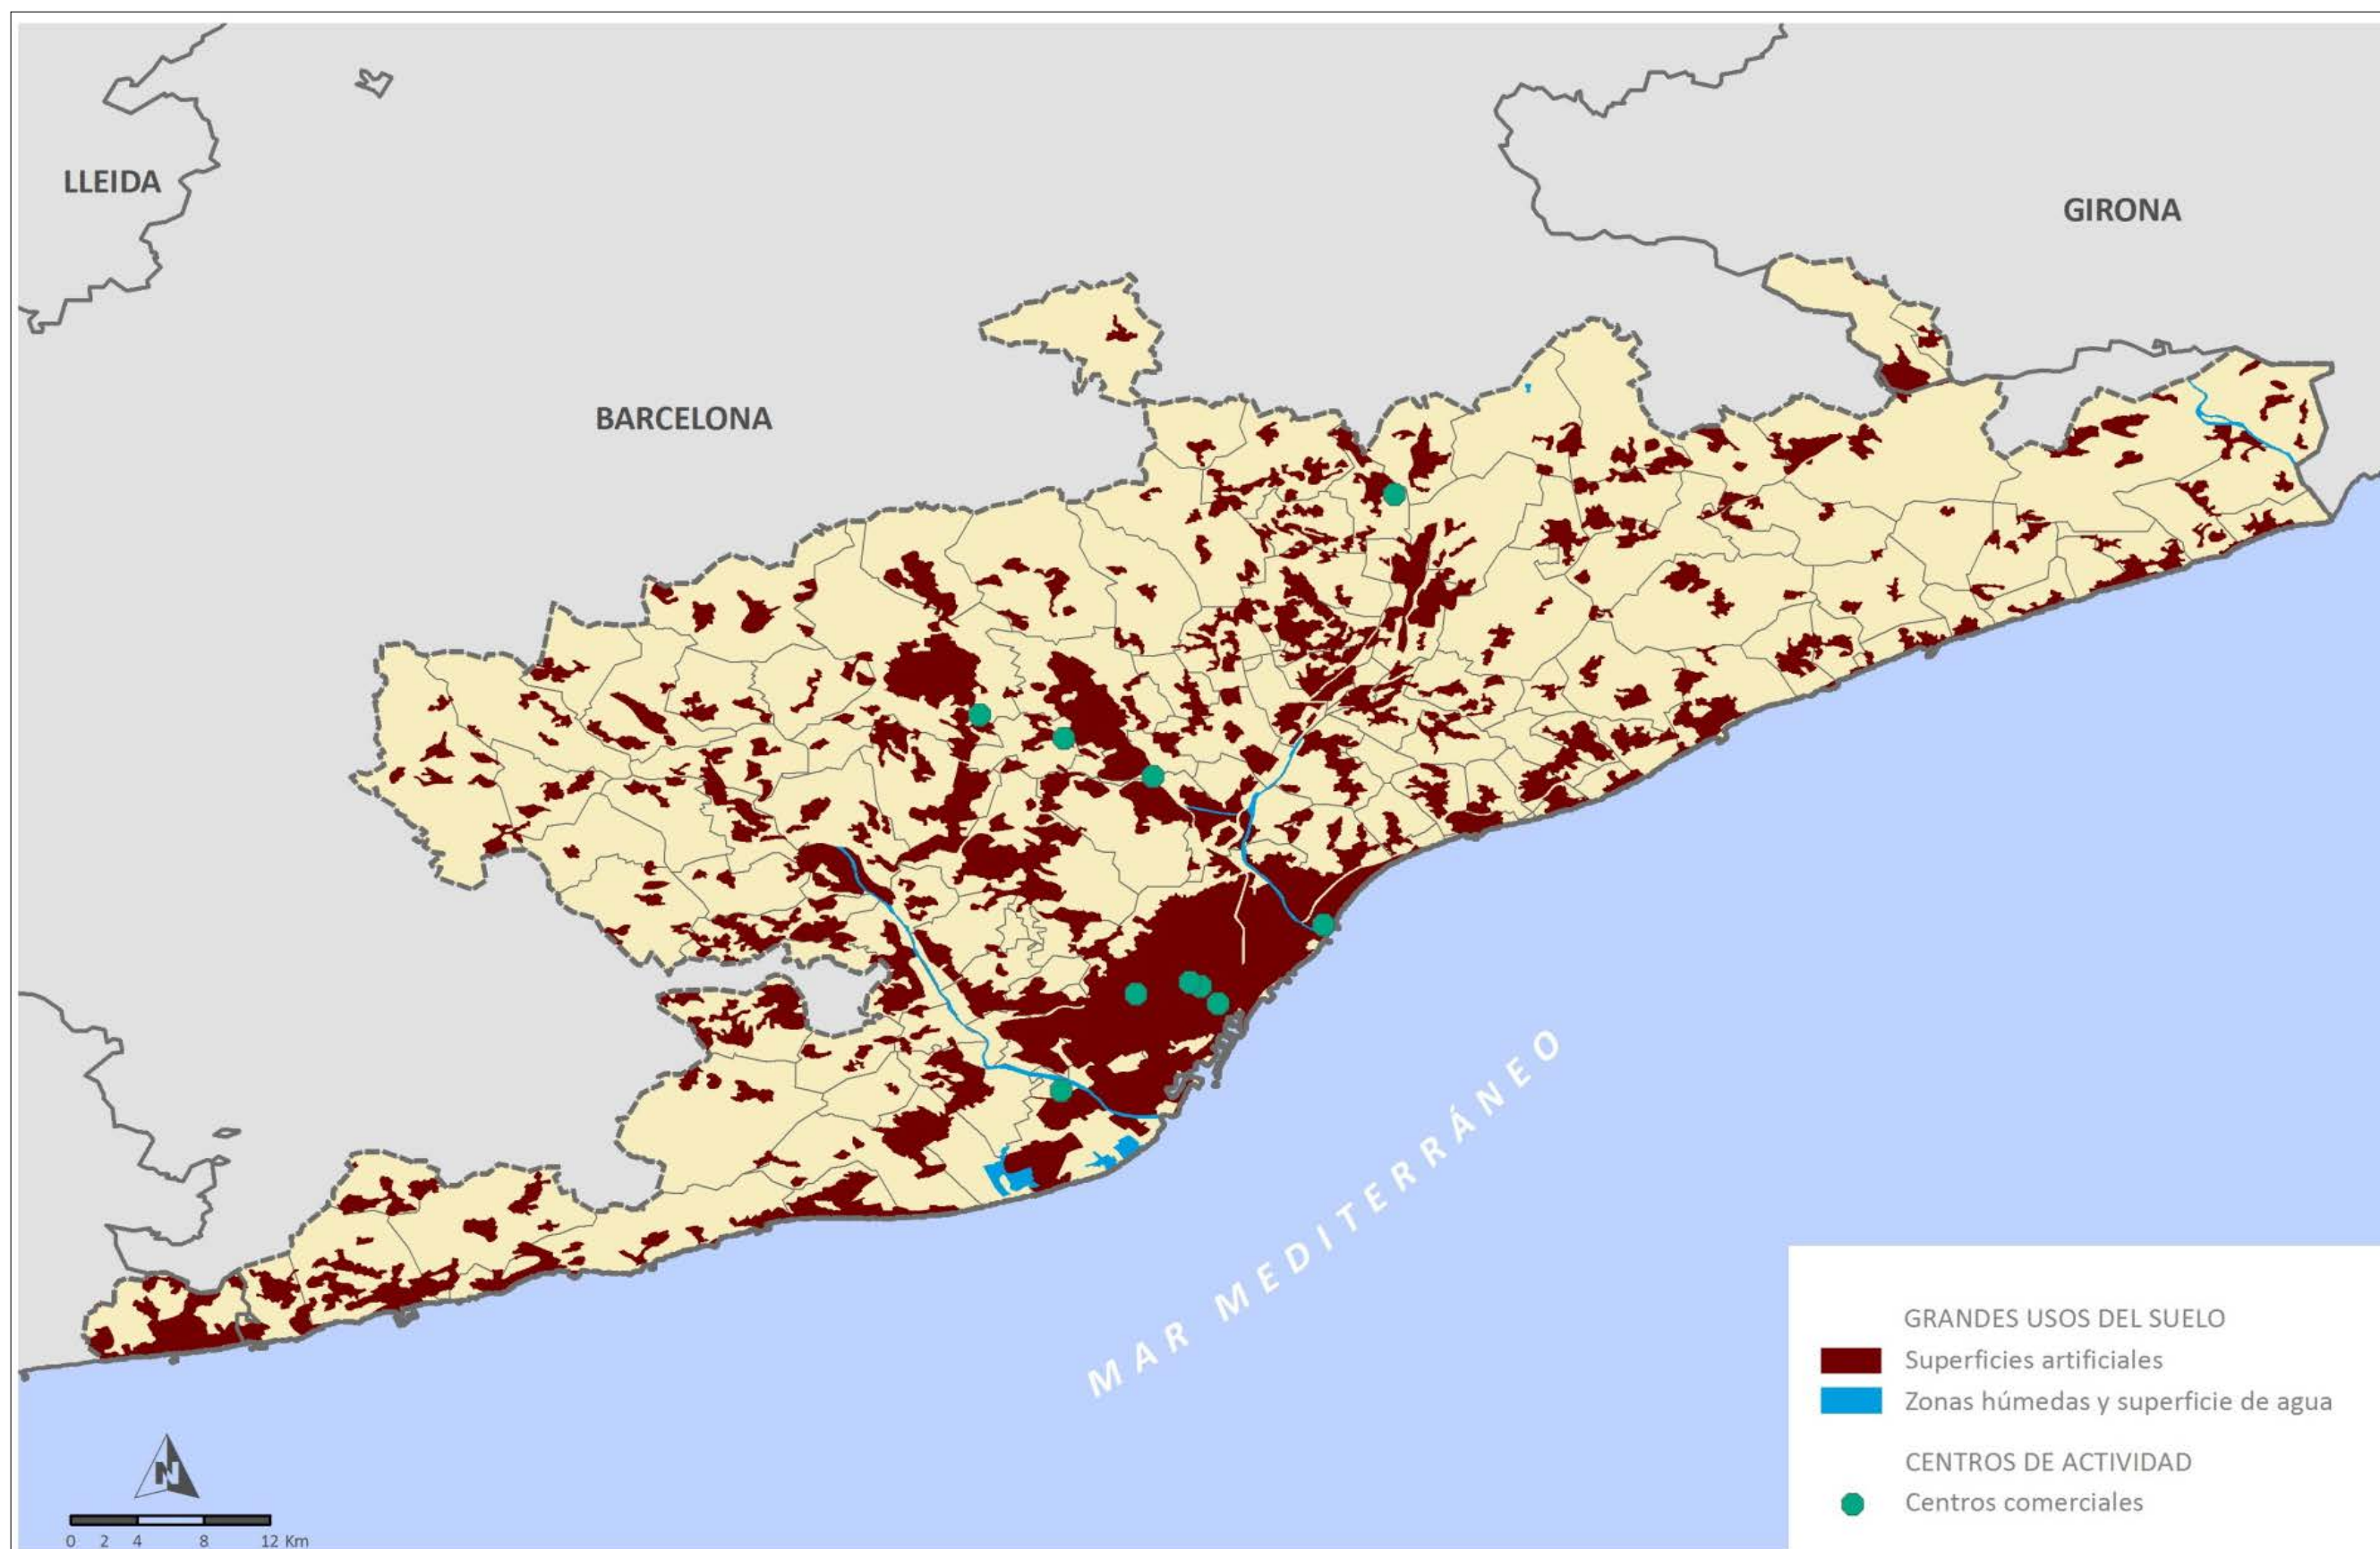 LLEIDA
GIRONA
BARCELONA
MAR MEDITERRÁNEO
GRANDES USOS DEL SUELO
Superficies artificiales
Zonas húmedas y superficie de agua
CENTROS DE ACTIVIDAD
Centros comerciales
N
0 2 4 8 12 Km